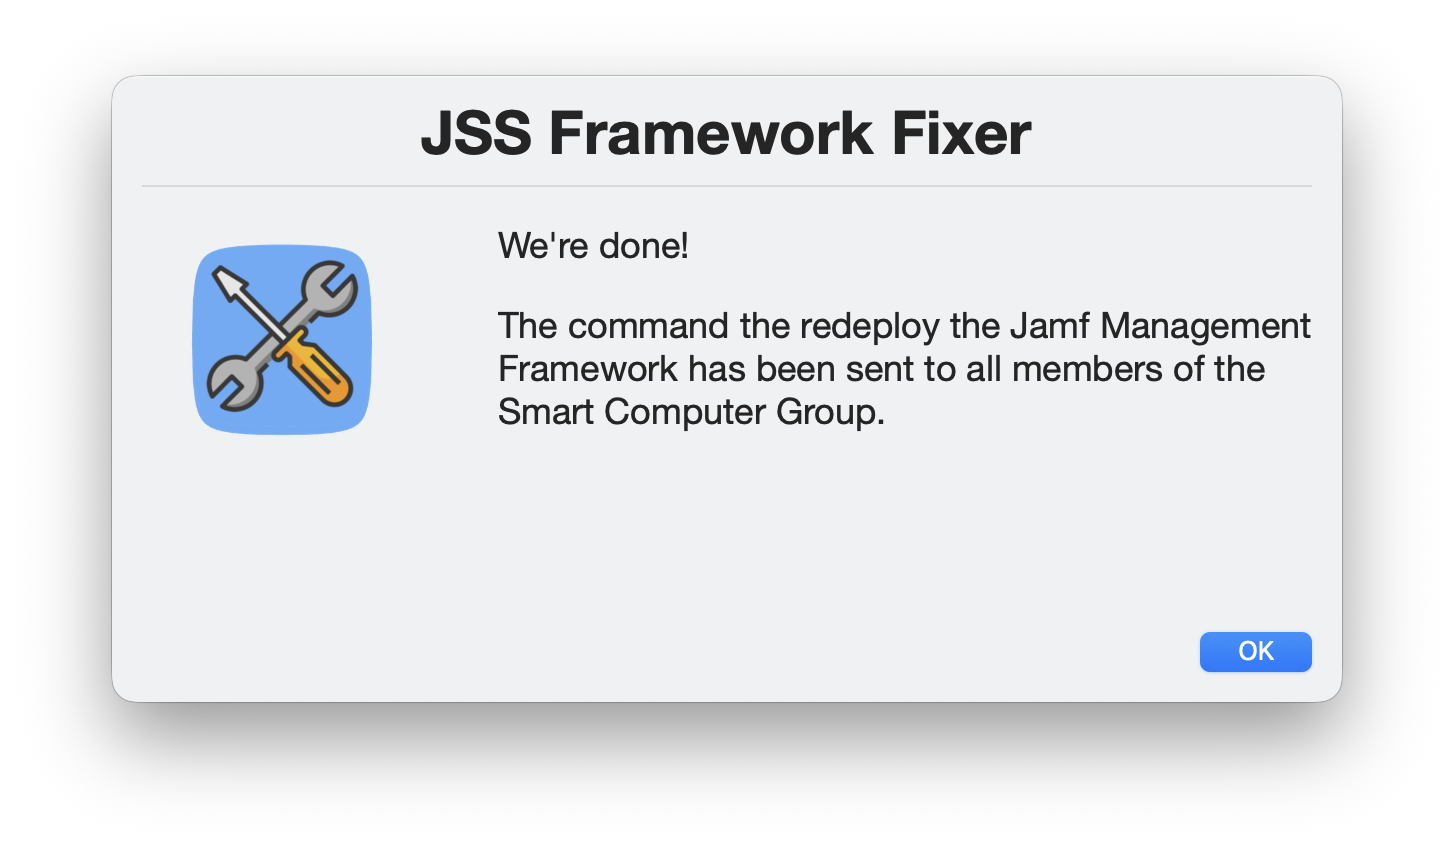 JSS Framework Fixer
We're done!
The command the redeploy the Jamf Management
Framework has been sent to all members of the
Smart Computer Group.
OK